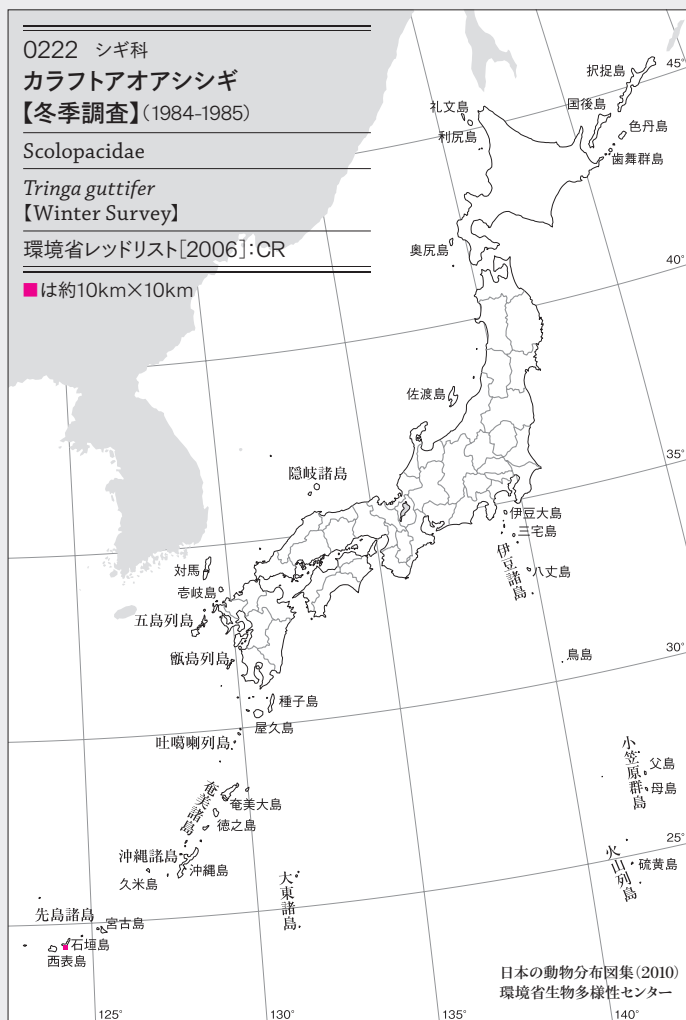 0222 シギ科
カラフトアオアシシギ
【冬季調査】(1984-1985)
Scolopacidae
Tringa guttifer
【Winter Survey】
環境省レッドリスト[2006]:CR
■は約10km×10km
択捉島
45°
国後島
礼文島
色丹島
利尻島
歯舞群島
奥尻島
40°
佐渡島
35°
隠岐諸島
伊豆大島
三宅島
伊豆諸島
八丈島
対馬
壱岐島
五島列島
甑島列島
鳥島
30°
種子島
屋久島
吐噶喇列島
小笠原群島
父島
母島
奄美諸島
奄美大島
徳之島
25°
沖縄諸島
沖縄島
久米島
大東諸島
火山列島
硫黄島
先島諸島
宮古島
石垣島
西表島
日本の動物分布図集(2010)
環境省生物多様性センター
125°
130°
135°
140°